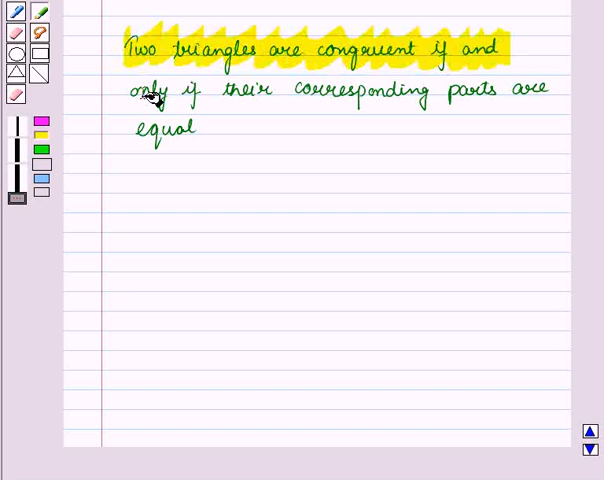 Two triangles are congruent if and
only if their corresponding parts are
equal